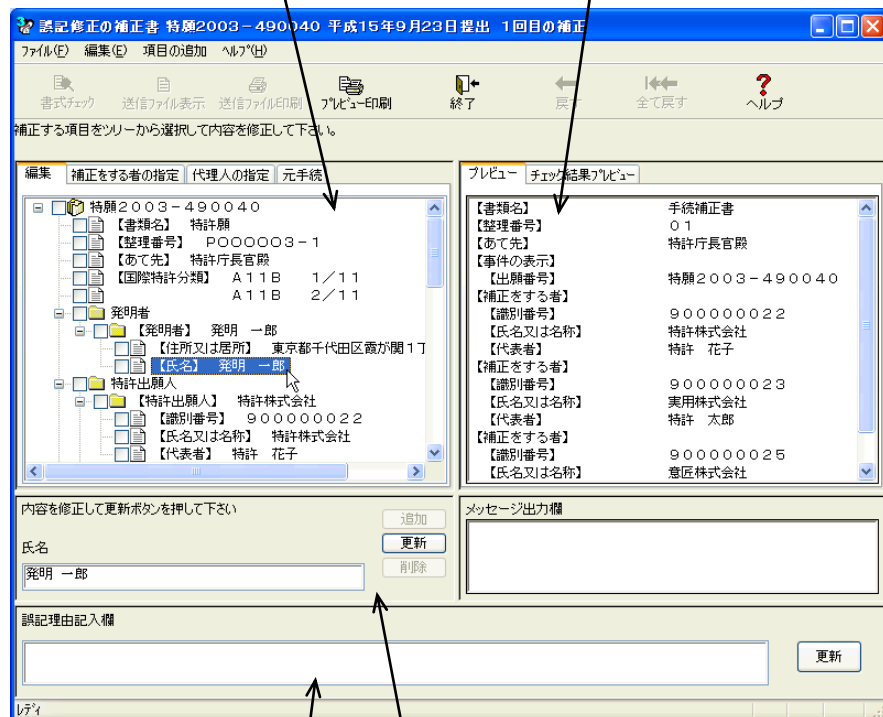 誤記修正の補正書 特願2003－490040 平成15年9月23日提出 1回目の補正
ﾌｧｲﾙ(F) 編集(E) 項目の追加 ﾍﾙﾌﾟ(H)
書式ﾁｪｯｸ 送信ﾌｧｲﾙ表示 送信ﾌｧｲﾙ印刷 ﾌﾟﾚﾋﾞｭｰ印刷 終了 戻す 全て戻す ヘルプ
補正する項目をツリーから選択して内容を修正して下さい。
編集 補正をする者の指定 代理人の指定 元手続
特願２００３－４９００４０
【書類名】 特許願
【整理番号】 Ｐ０００００３－１
【あて先】 特許庁長官殿
【国際特許分類】 Ａ１１Ｂ １／１１
Ａ１１Ｂ ２／１１
発明者
【発明者】 発明 一郎
【住所又は居所】 東京都千代田区霞が関１丁
【氏名】 発明 一郎
特許出願人
【特許出願人】 特許株式会社
【識別番号】 ９０００００００２２
【氏名又は名称】 特許株式会社
【代表者】 特許 花子
プレビュー チェック結果ﾌﾟﾚﾋﾞｭｰ
【書類名】 手続補正書
【整理番号】 ０１
【あて先】 特許庁長官殿
【事件の表示】
【出願番号】 特願２００３－４９００４０
【補正をする者】
【識別番号】 ９０００００００２２
【氏名又は名称】 特許株式会社
【代表者】 特許 花子
【補正をする者】
【識別番号】 ９０００００００２３
【氏名又は名称】 実用株式会社
【代表者】 特許 太郎
【補正をする者】
【識別番号】 ９０００００００２５
【氏名又は名称】 意匠株式会社
内容を修正して更新ボタンを押して下さい
追加
氏名
更新
発明 一郎
削除
メッセージ出力欄
誤記理由記入欄
更新
ﾚﾃﾞｨ